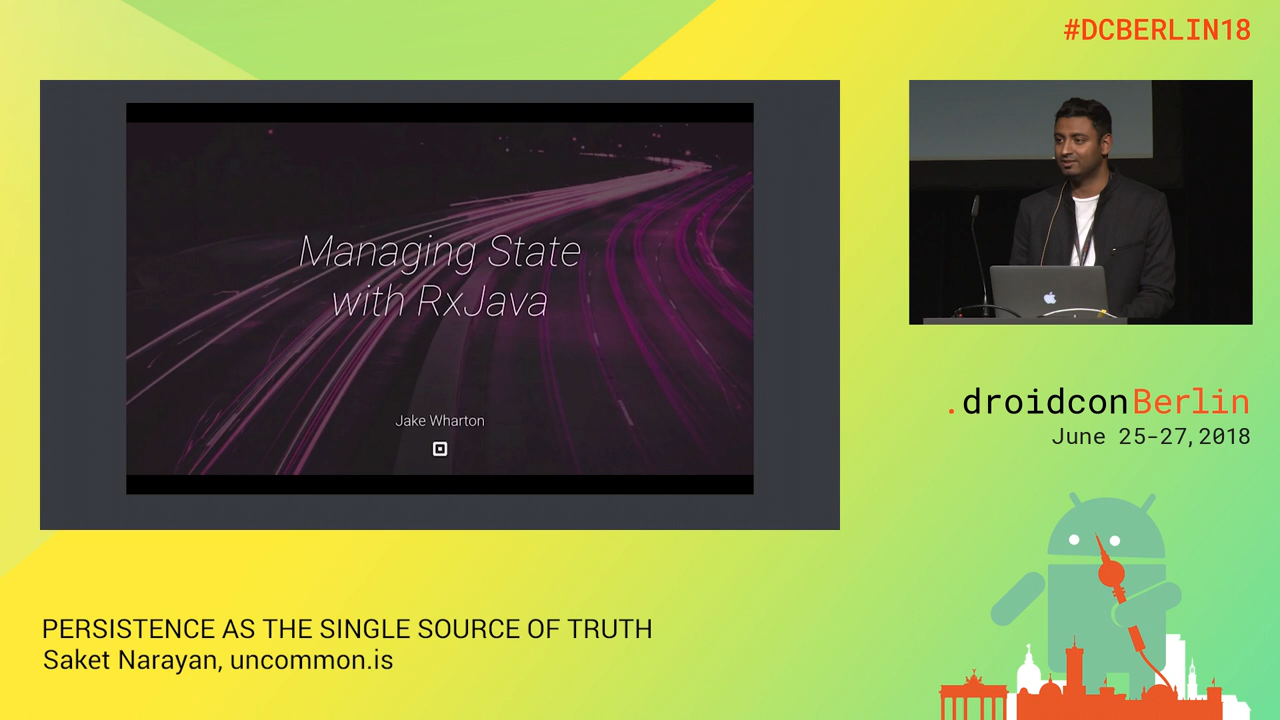 #DCBERLIN18
Managing State
with RxJava
Jake Wharton
.droidconBerlin
June 25-27, 2018
PERSISTENCE AS THE SINGLE SOURCE OF TRUTH
Saket Narayan, uncommon.is